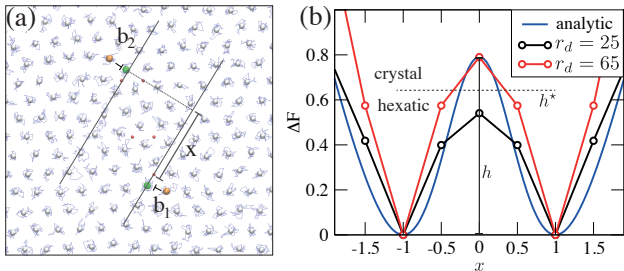 (a)
b₂
x
b₁
(b)
analytic
r_d = 25
r_d = 65
crystal
hexatic
h⋆
h
ΔF
0.8
0.6
0.4
0.2
0
-1.5 -1 -0.5 0 0.5 1 1.5
x